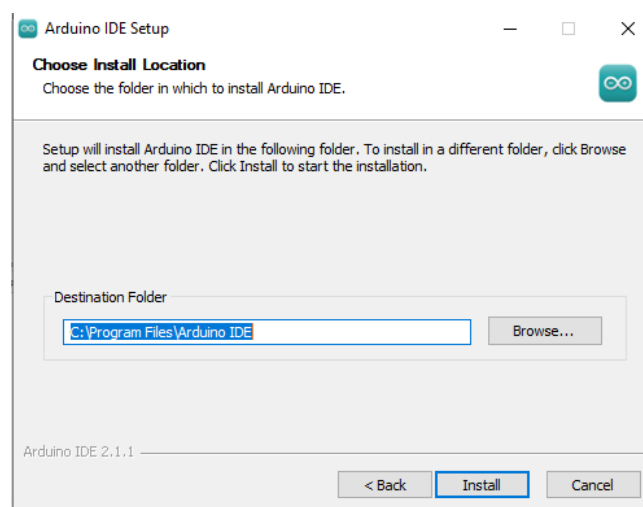 Arduino IDE Setup
Choose Install Location
Choose the folder in which to install Arduino IDE.
Setup will install Arduino IDE in the following folder. To install in a different folder, click Browse
and select another folder. Click Install to start the installation.
Destination Folder
C:\Program Files\Arduino IDE
Browse...
Arduino IDE 2.1.1
< Back
Install
Cancel